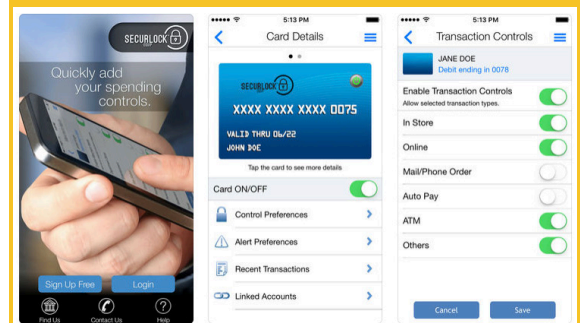 SECURLOCK
Quickly add
your spending
controls.
Sign Up Free
Login
Find Us
Contact Us
Help
5:13 PM
Card Details
SECURLOCK
XXXX XXXX XXXX 0075
VALID THRU 06/22
JOHN DOE
Tap the card to see more details
Card ON/OFF
Control Preferences
Alert Preferences
Recent Transactions
Linked Accounts
5:13 PM
Transaction Controls
JANE DOE
Debit ending in 0078
Enable Transaction Controls
Allow selected transaction types.
In Store
Online
Mail/Phone Order
Auto Pay
ATM
Others
Cancel
Save